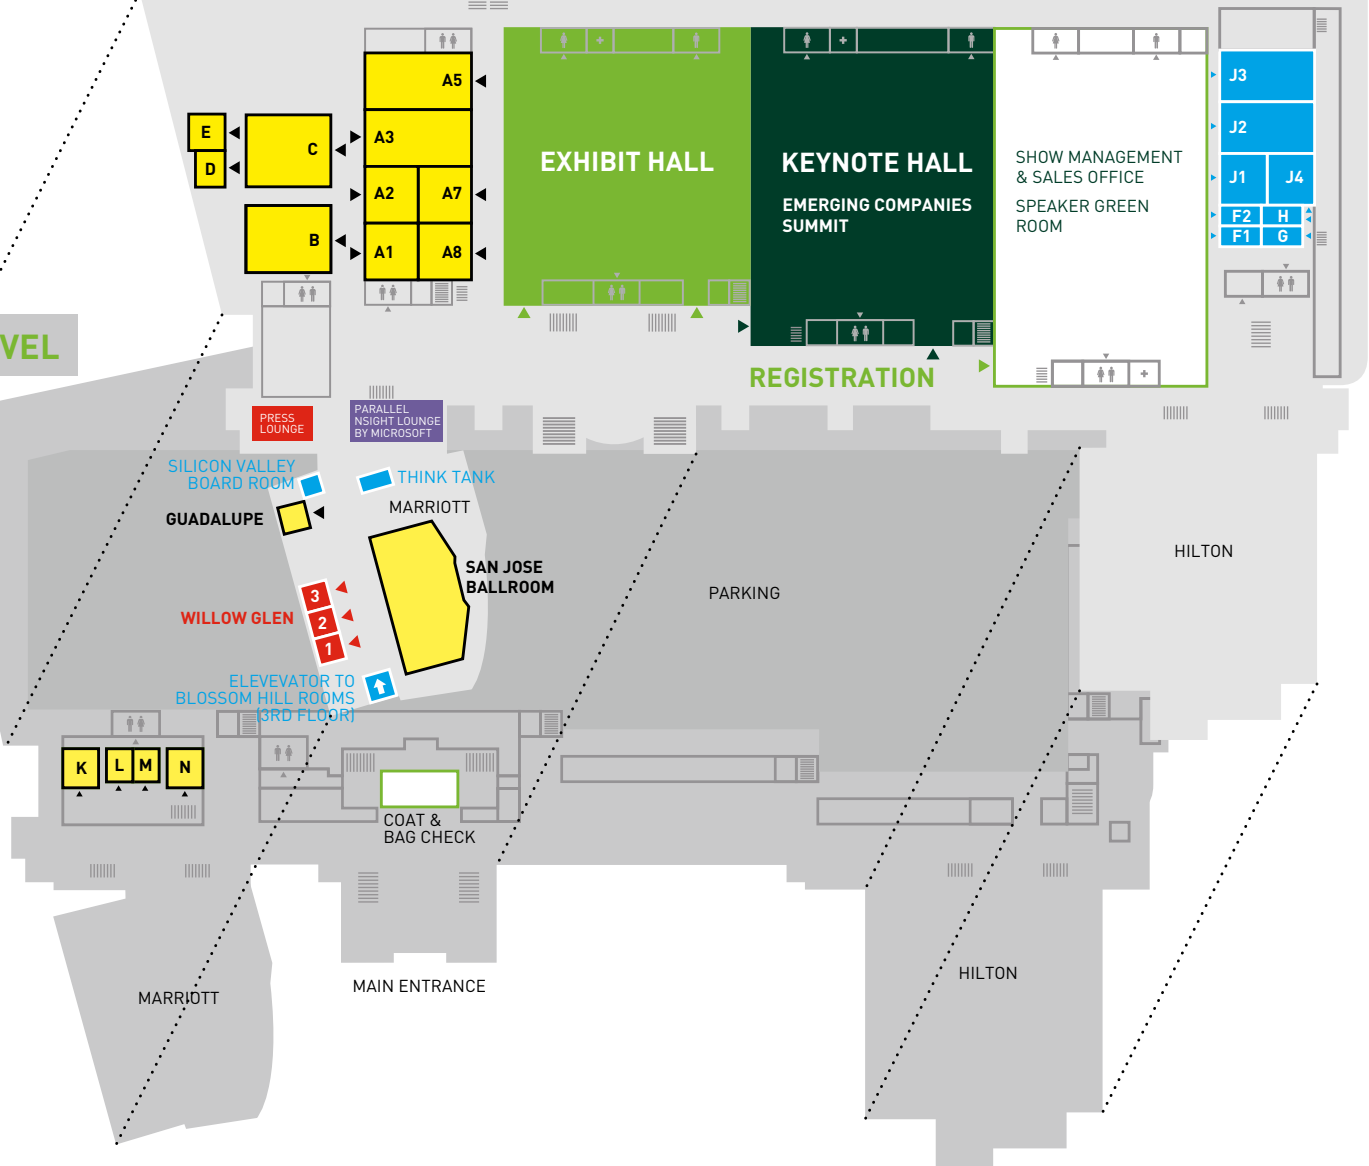 A5
E
C
A3
D
A2
A7
B
A1
A8
EXHIBIT HALL
KEYNOTE HALL
EMERGING COMPANIES
SUMMIT
SHOW MANAGEMENT
& SALES OFFICE
SPEAKER GREEN
ROOM
J3
J2
J1
J4
F2
H
F1
G
VEL
REGISTRATION
PRESS
LOUNGE
PARALLEL
NSIGHT LOUNGE
BY MICROSOFT
SILICON VALLEY
BOARD ROOM
THINK TANK
GUADALUPE
MARRIOTT
SAN JOSE
BALLROOM
HILTON
PARKING
3
WILLOW GLEN
2
1
ELEVEVATOR TO
BLOSSOM HILL ROOMS
(3RD FLOOR)
K
L
M
N
COAT &
BAG CHECK
MARRIOTT
MAIN ENTRANCE
HILTON